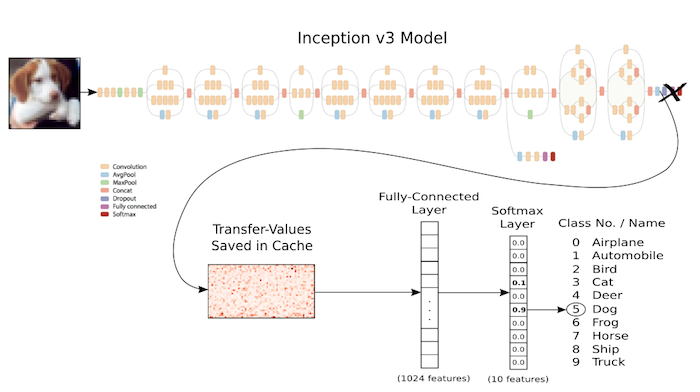 Inception v3 Model
Convolution
AvgPool
MaxPool
Concat
Dropout
Fully connected
Softmax
Transfer-Values
Saved in Cache
Fully-Connected
Layer
(1024 features)
Softmax
Layer
0.0
0.0
0.0
0.1
0.0
0.9
0.0
0.0
0.0
0.0
(10 features)
Class No. / Name
0 Airplane
1 Automobile
2 Bird
3 Cat
4 Deer
5 Dog
6 Frog
7 Horse
8 Ship
9 Truck